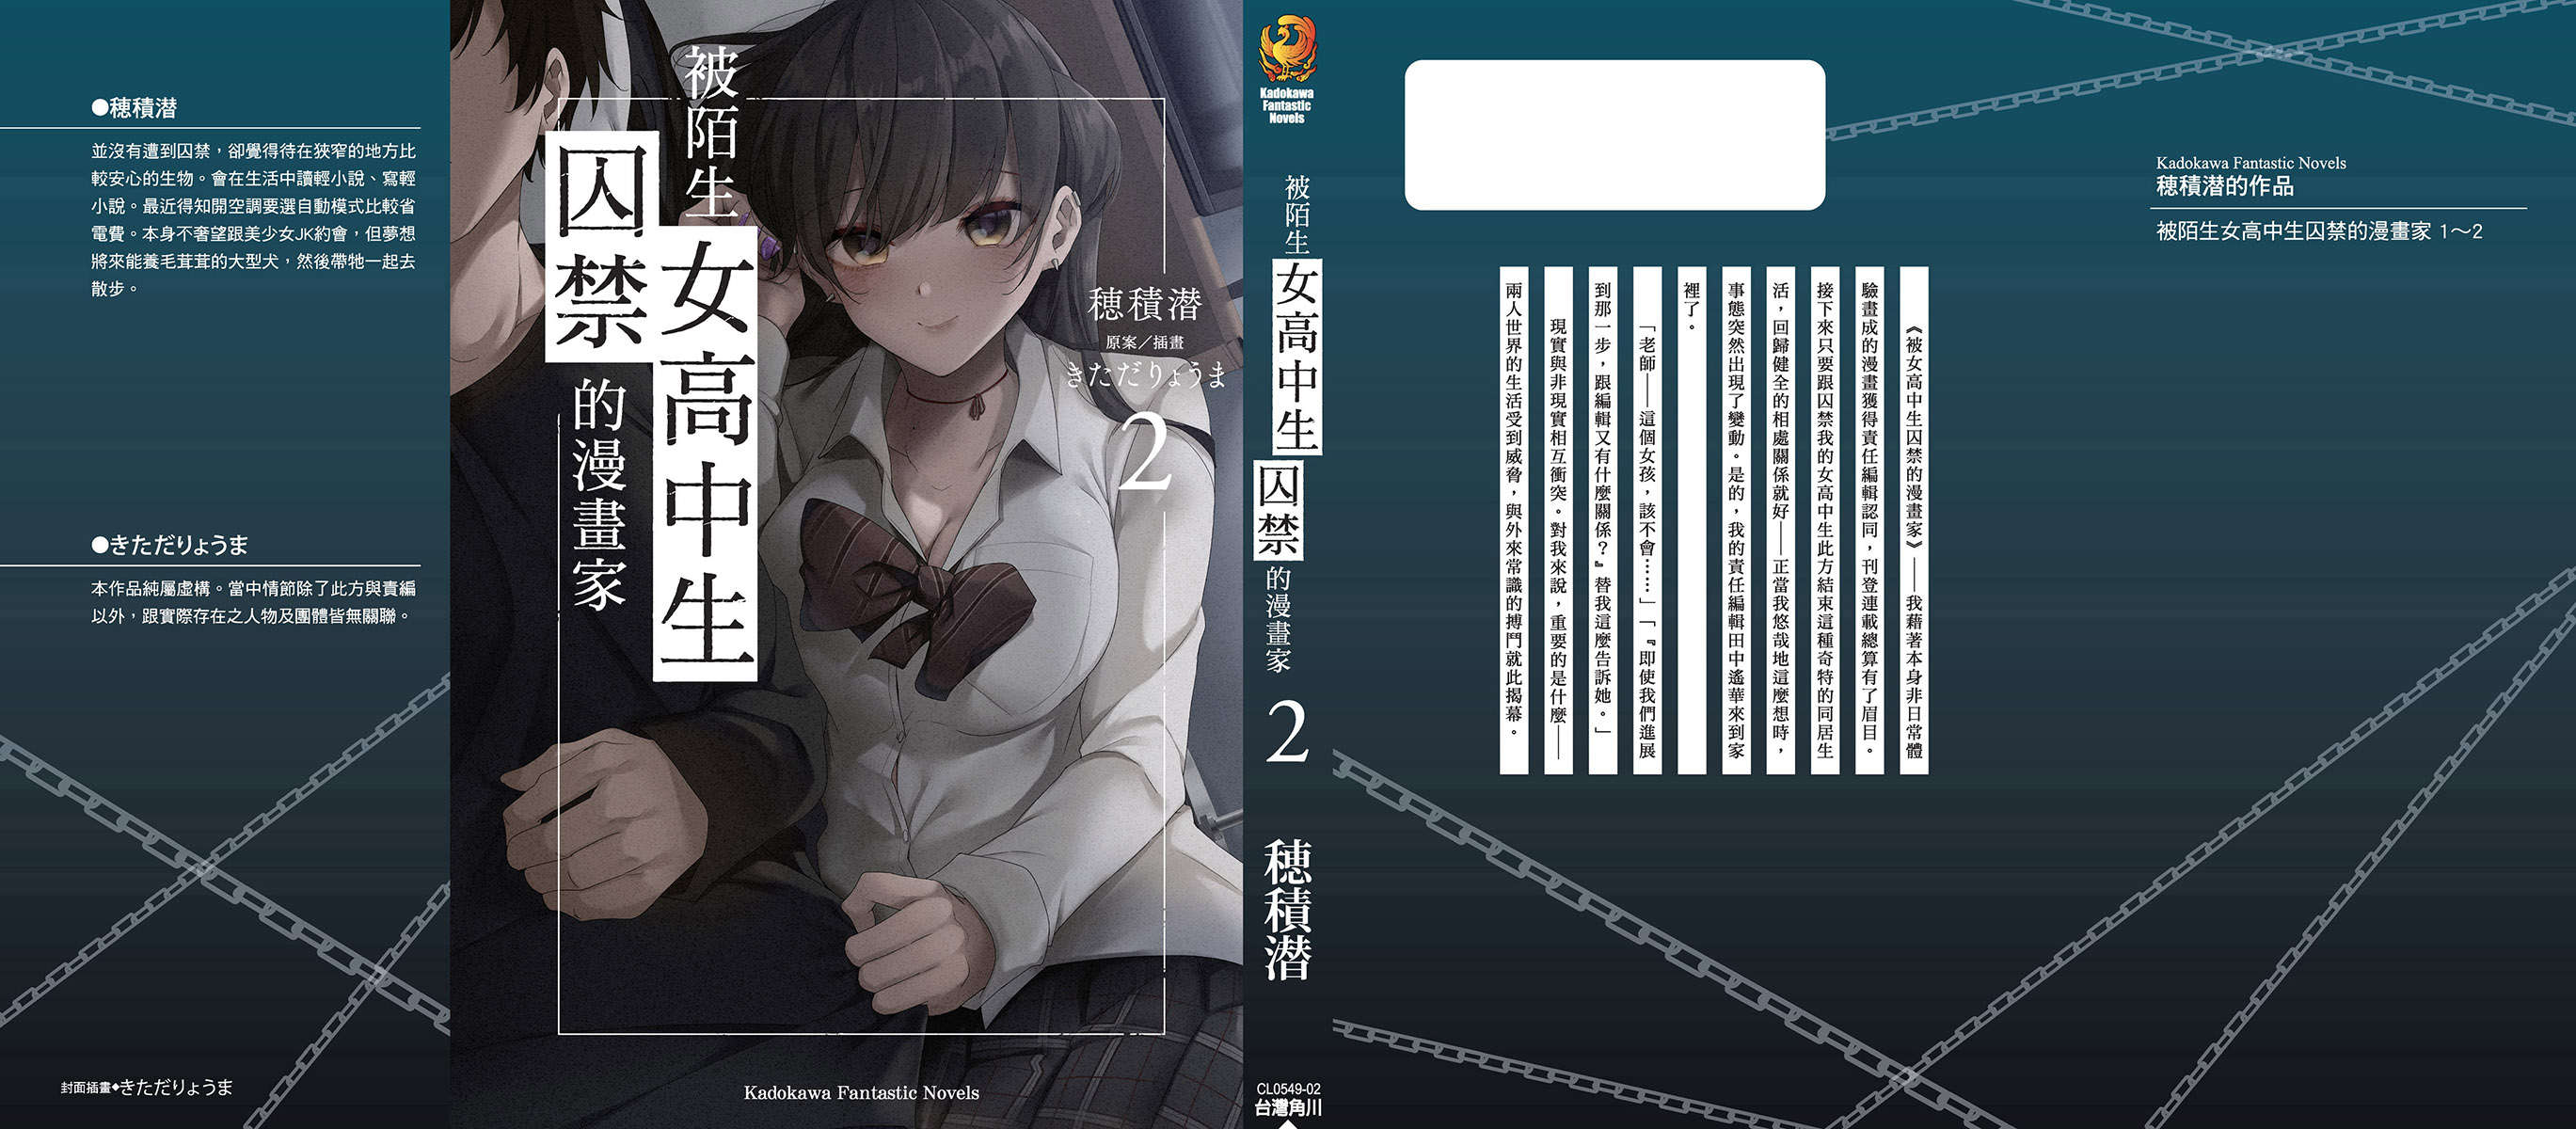 ●穂積潜
並沒有遭到囚禁，卻覺得待在狹窄的地方比
較安心的生物。會在生活中讀輕小說、寫輕
小說。最近得知開空調要選自動模式比較省
電費。本身不奢望跟美少女JK約會，但夢想
將來能養毛茸茸的大型犬，然後帶牠一起去
散步。
●きただりょうま
本作品純屬虛構。當中情節除了此方與責編
以外，跟實際存在之人物及團體皆無關聯。
封面插畫◆きただりょうま
被陌生
女高中生
囚禁
的漫畫家
穂積潜
原案／插畫
きただりょうま
2
Kadokawa Fantastic Novels
Kadokawa
Fantastic
Novels
被陌生
女高中生
囚禁
的漫畫家
2
穂積潜
CL0549-02
台灣角川
《被女高中生囚禁的漫畫家》——我藉著本身非日常體
驗畫成的漫畫獲得責任編輯認同，刊登連載總算有了眉目。
接下來只要跟囚禁我的女高中生此方結束這種奇特的同居生
活，回歸健全的相處關係就好——正當我悠哉地這麼想時，
事態突然出現了變動。是的，我的責任編輯田中遙華來到家
裡了。
「老師——這個女孩，該不會……」「『即使我們進展
到那一步，跟編輯又有什麼關係？』替我這麼告訴她。」
現實與非現實相互衝突。對我來說，重要的是什麼——
兩人世界的生活受到威脅，與外來常識的搏鬥就此揭幕。
Kadokawa Fantastic Novels
穂積潜的作品
被陌生女高中生囚禁的漫畫家 1～2